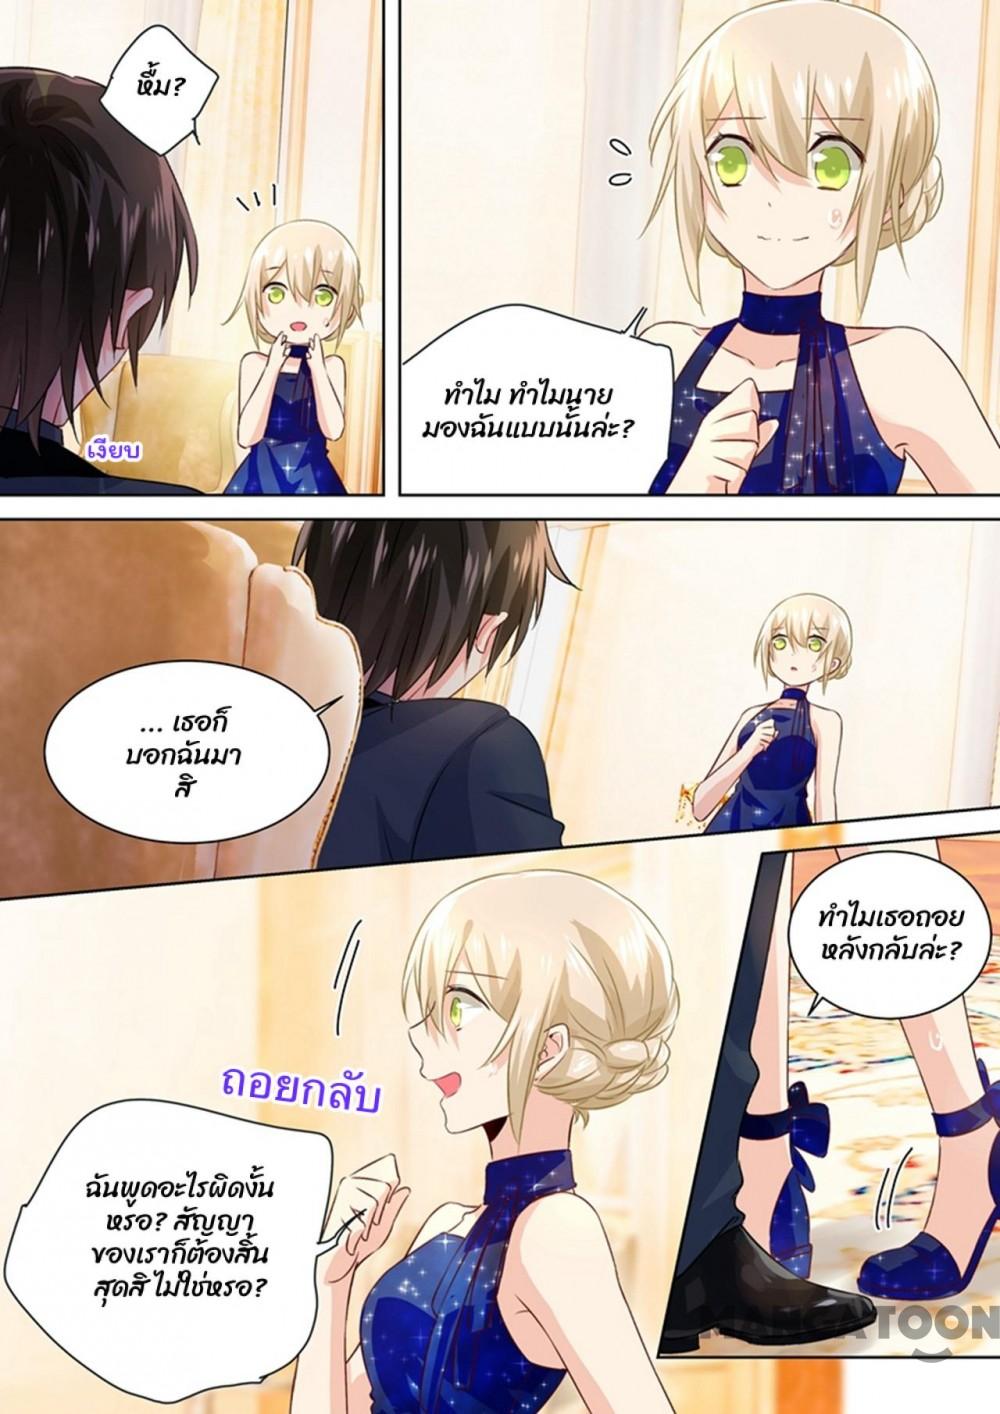 หื้ม?
เงียบ
ทำไม ทำไมนาย
มองฉันแบบนั้นล่ะ?
... เธอก็
บอกฉันมา
สิ
ทำไมเธอถอย
หลังกลับล่ะ?
ถอยกลับ
ฉันพูดอะไรผิดงั้น
หรอ? สัญญา
ของเราก็ต้องสิ้น
สุดสิ ไม่ใช่หรอ?
MANGATOON